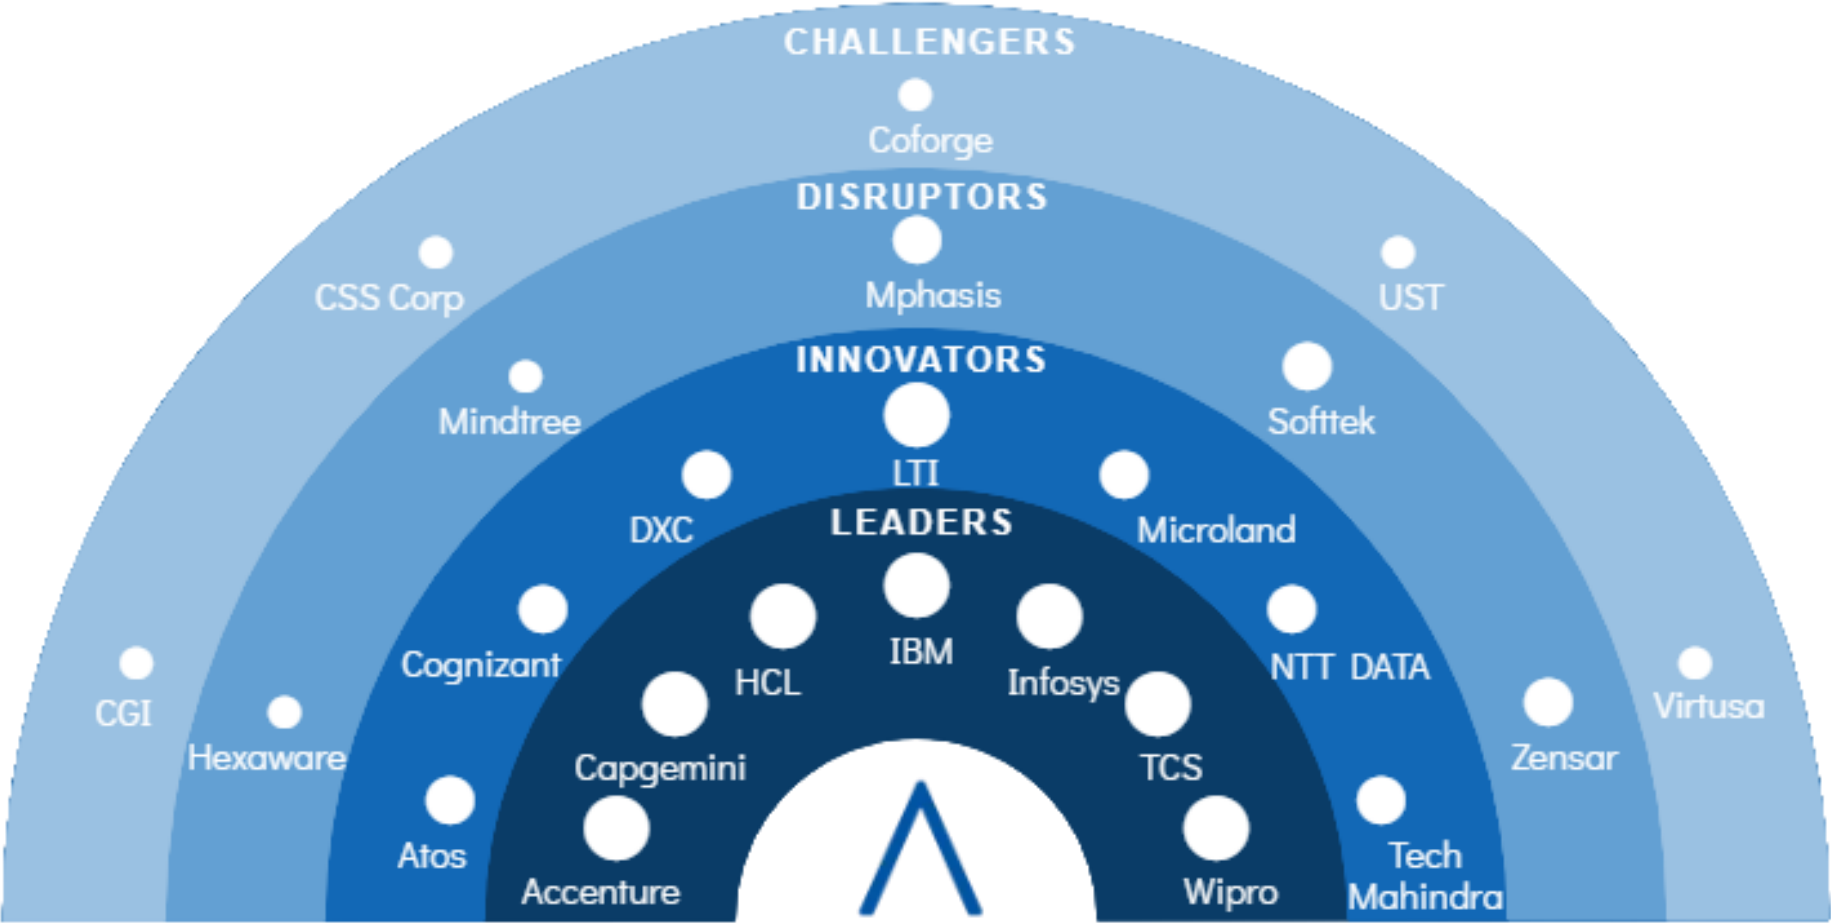 CHALLENGERS
Coforge
CSS Corp
UST
CGI
Virtusa
DISRUPTORS
Mphasis
Mindtree
Softtek
Hexaware
Zensar
INNOVATORS
LTI
DXC
Microland
Cognizant
NTT DATA
Atos
Tech
Mahindra
LEADERS
IBM
HCL
Infosys
Capgemini
TCS
Accenture
Wipro